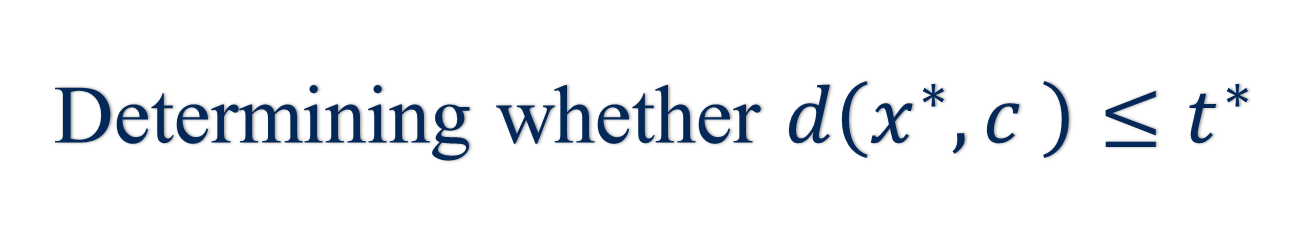 Determining whether d(x*, c ) ≤ t*